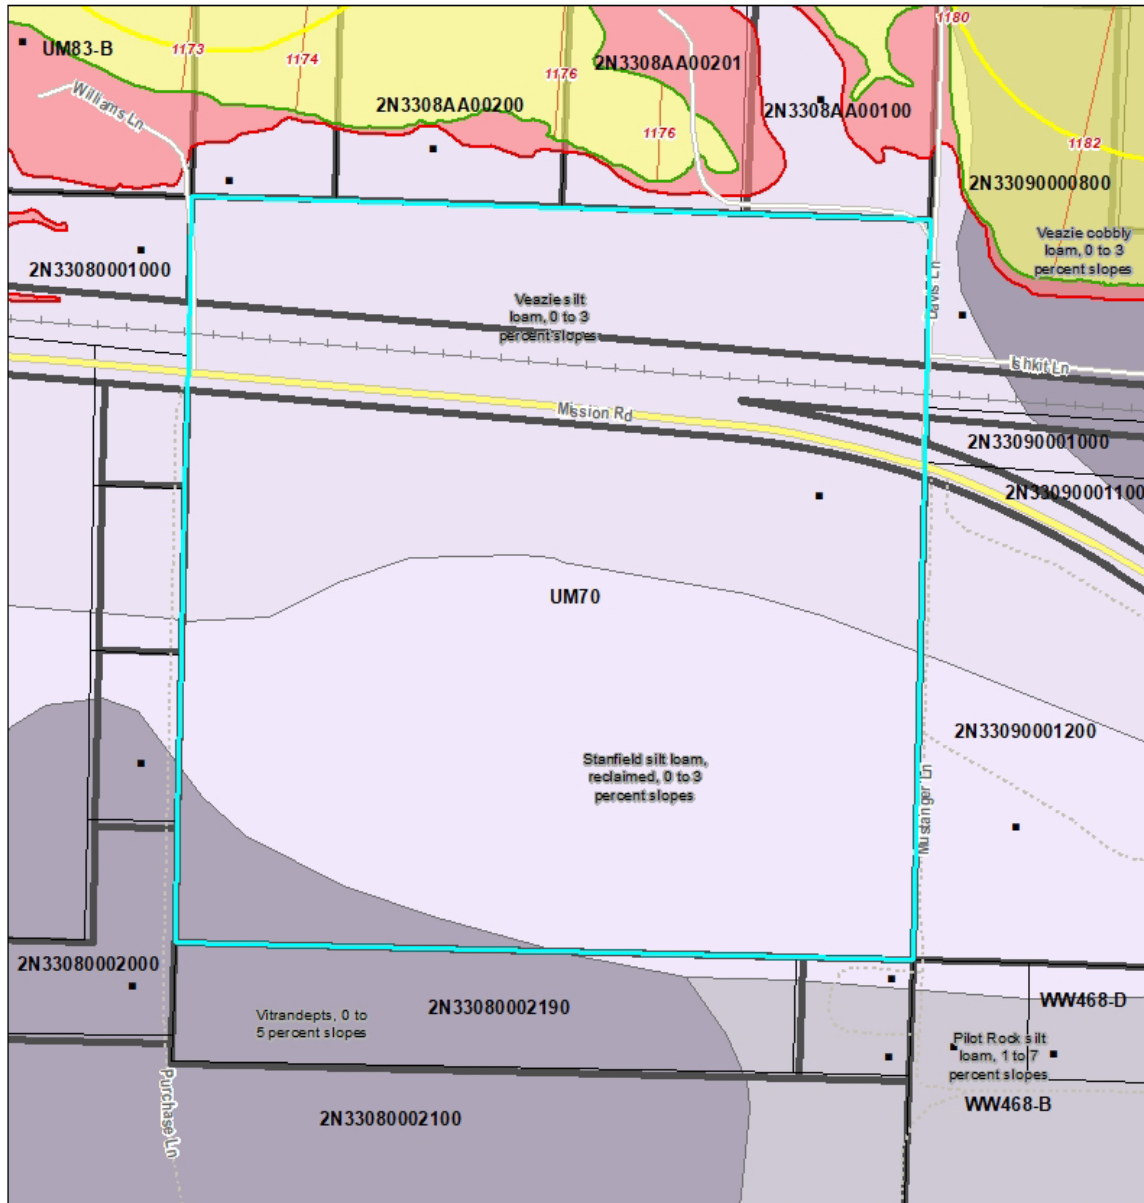 1180
1173
UM83-B
1174
2N3308AA00201
1176
Williams Ln
2N3308AA00200
2N3308AA00100
1176
1182
2N33090000800
Veazie cobbly
loam, 0 to 3
percent slopes
2N33080001000
Davis Ln
Veazie silt
loam, 0 to 3
percent slopes
Ishkit Ln
Mission Rd
2N33090001000
2N33090001100
UM70
2N33090001200
Stanfield silt loam,
reclaimed, 0 to 3
percent slopes
Mustanger Ln
2N33080002000
WW468-D
2N33080002190
Vitrandepts, 0 to
5 percent slopes
Pilot Rock silt
loam, 1 to 7
percent slopes
WW468-B
Purchase Ln
2N33080002100